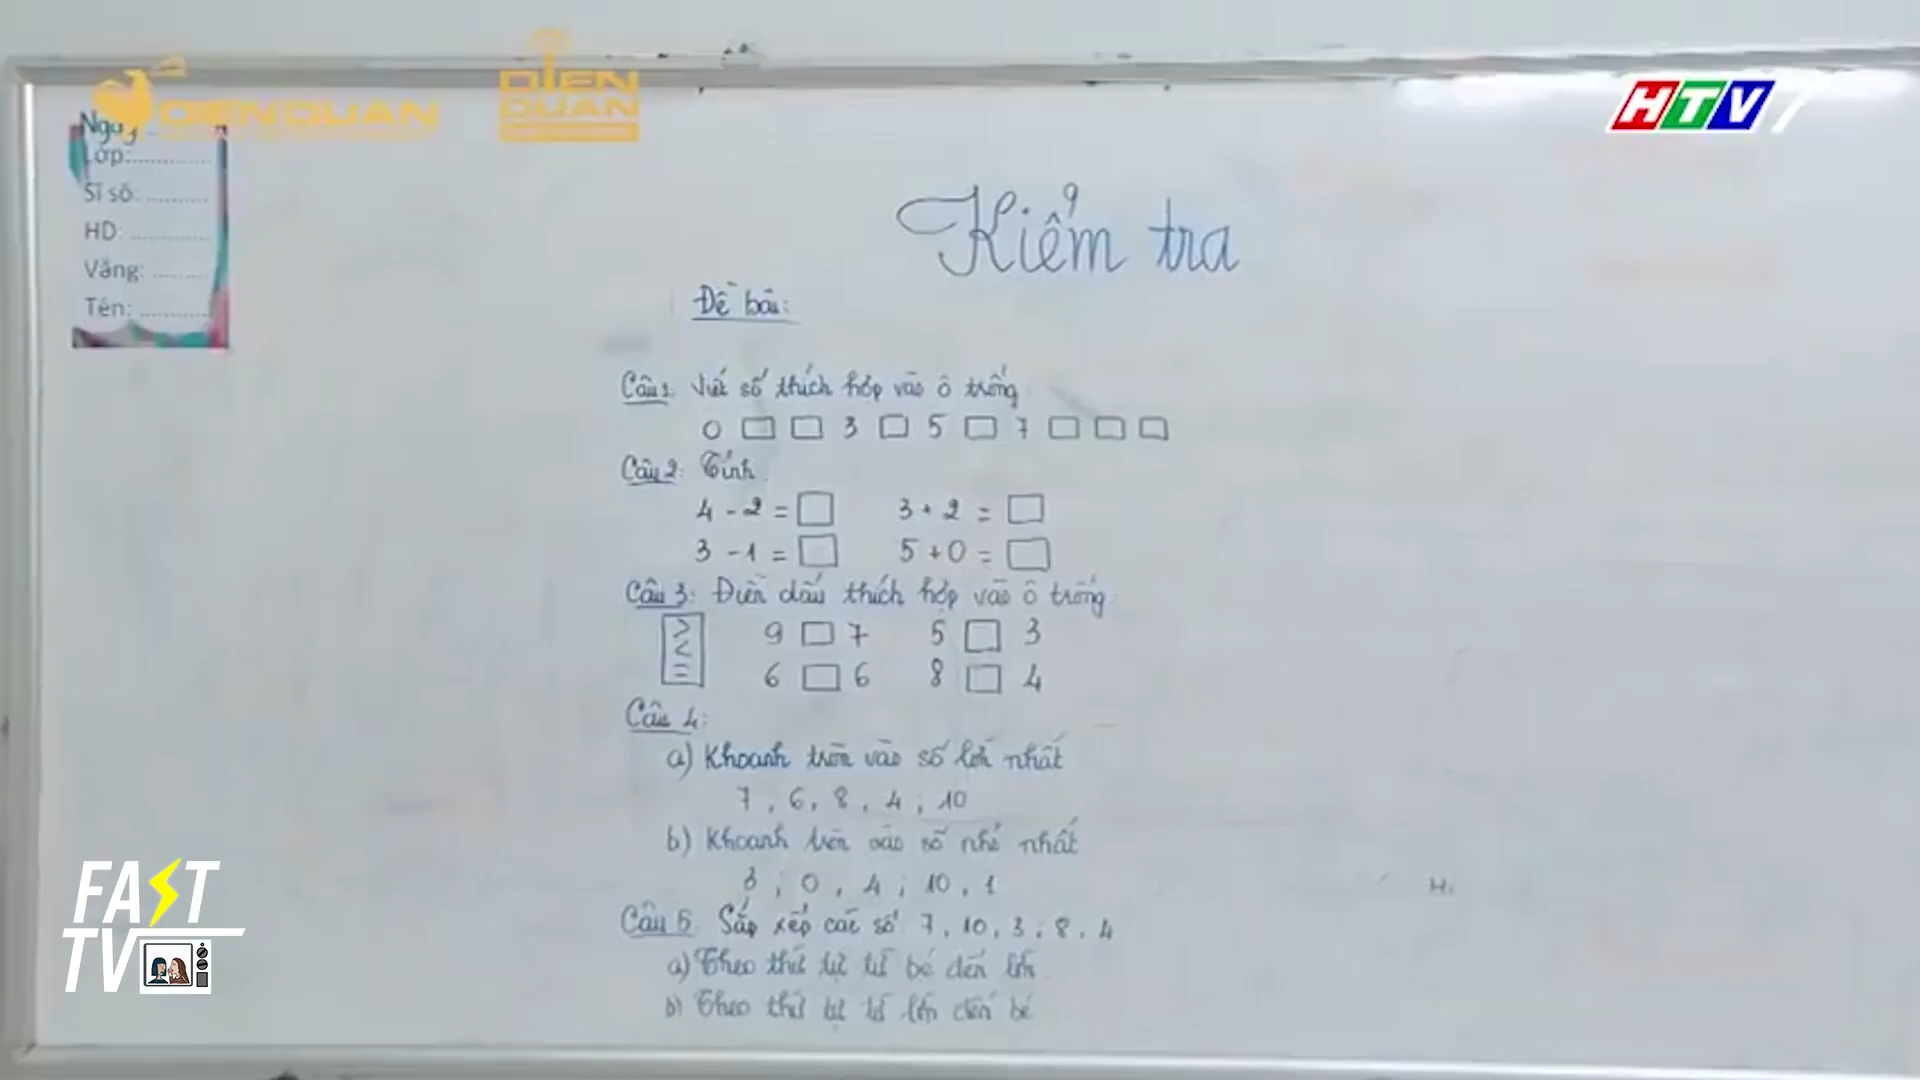 ĐIỀN QUÂN
ĐIỀN
QUÂN
HTV7
Ngày
Lớp:
Sĩ số:
HD:
Vắng:
Tên:
Kiểm tra
Đề bài:
Câu 1: Viết số thích hợp vào ô trống
0 □ □ 3 □ 5 □ 7 □ □ □
Câu 2: Tính
4 - 2 = □ 3 + 2 = □
3 - 1 = □ 5 + 0 = □
Câu 3: Điền dấu thích hợp vào ô trống
> < =
9 □ 7 5 □ 3
6 □ 6 8 □ 4
Câu 4:
a) Khoanh tròn vào số lớn nhất
7, 6, 8, 4, 10
b) Khoanh tròn vào số nhỏ nhất
3, 0, 4, 10, 1
Câu 5 Sắp xếp các số 7, 10, 3, 8, 4
a) Theo thứ tự từ bé đến lớn
b) Theo thứ tự từ lớn đến bé
FAST
TV